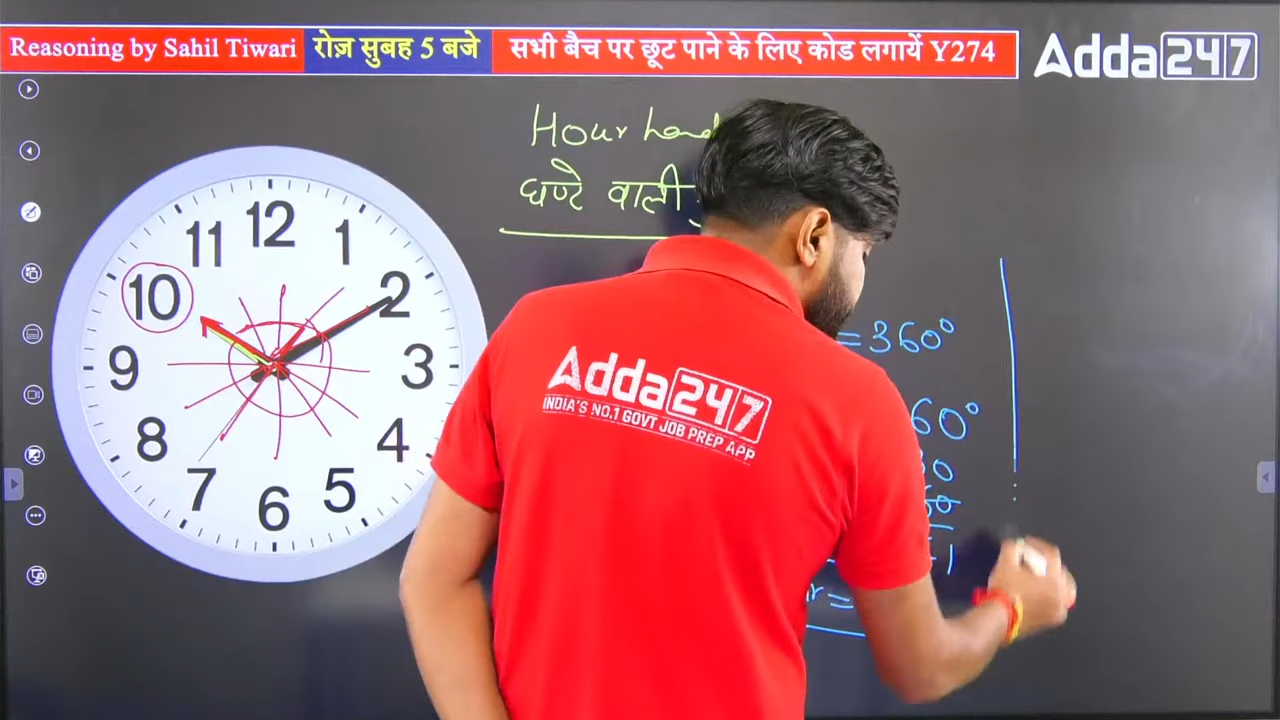 Reasoning by Sahil Tiwari रोज़ सुबह 5 बजे सभी बैच पर छूट पाने के लिए कोड लगायें Y274
Adda247
Hour hand
घण्टे वाली
12
11 1
10 2
9 3
8 4
7 5
6
= 360°
60°
Adda247
INDIA'S NO.1 GOVT JOB PREP APP